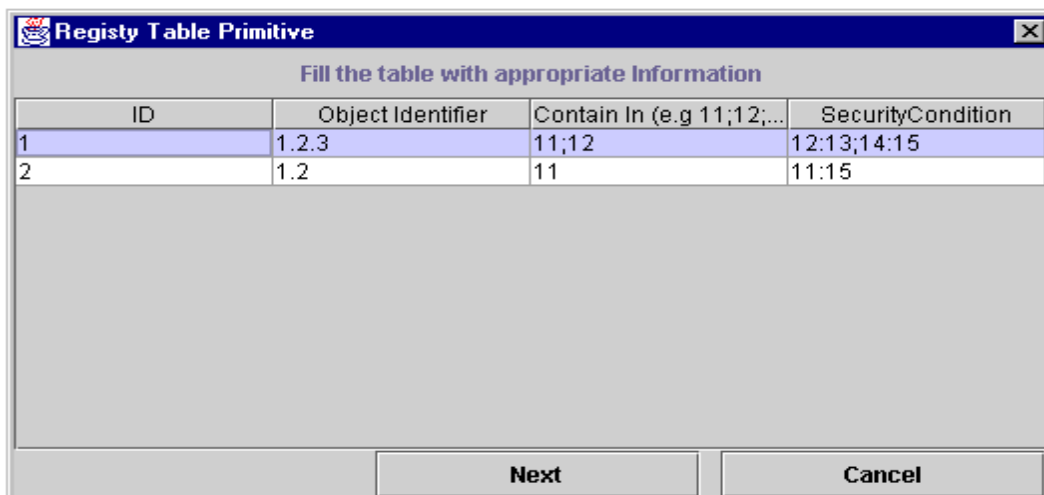 Registy Table Primitive
Fill the table with appropriate Information
ID Object Identifier Contain In (e.g 11;12;... SecurityCondition
1 1.2.3 11;12 12:13;14:15
2 1.2 11 11:15
Next Cancel